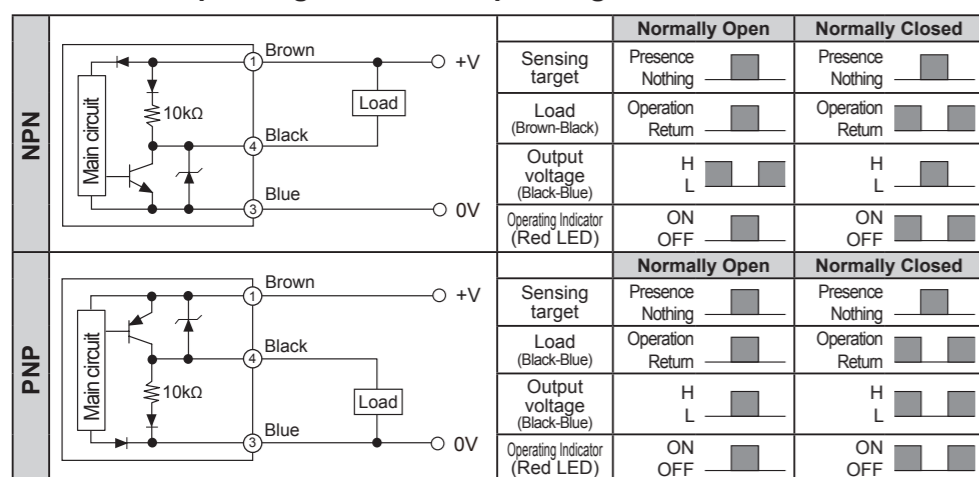 NPN
Main circuit
10kΩ
1 Brown
+V
Load
4 Black
3 Blue
0V
Normally Open Normally Closed
Sensing target Presence Nothing Presence Nothing
Load (Brown-Black) Operation Return Operation Return
Output voltage (Black-Blue) H L H L
Operating Indicator (Red LED) ON OFF ON OFF
PNP
Main circuit
10kΩ
1 Brown
+V
4 Black
Load
3 Blue
0V
Normally Open Normally Closed
Sensing target Presence Nothing Presence Nothing
Load (Black-Blue) Operation Return Operation Return
Output voltage (Black-Blue) H L H L
Operating Indicator (Red LED) ON OFF ON OFF